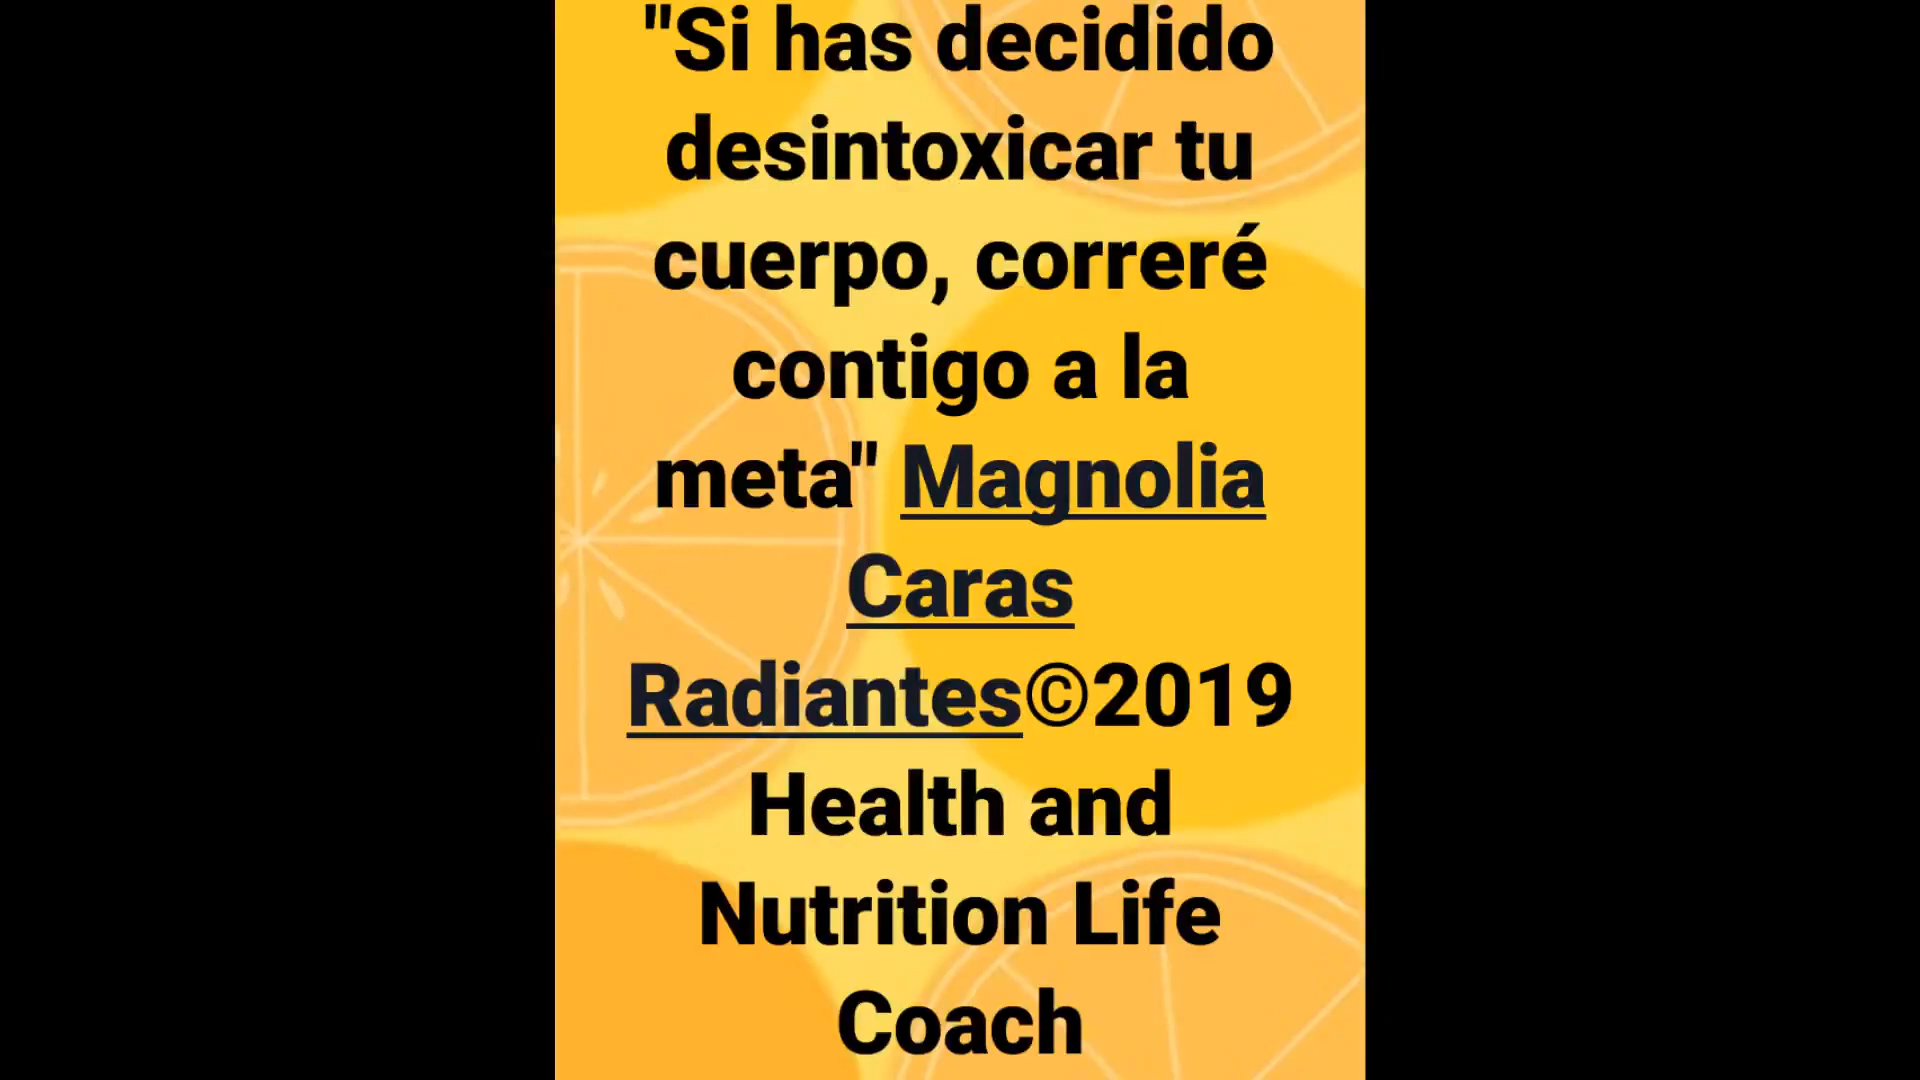 "Si has decidido
desintoxicar tu
cuerpo, correré
contigo a la
meta" Magnolia
Caras
Radiantes©2019
Health and
Nutrition Life
Coach